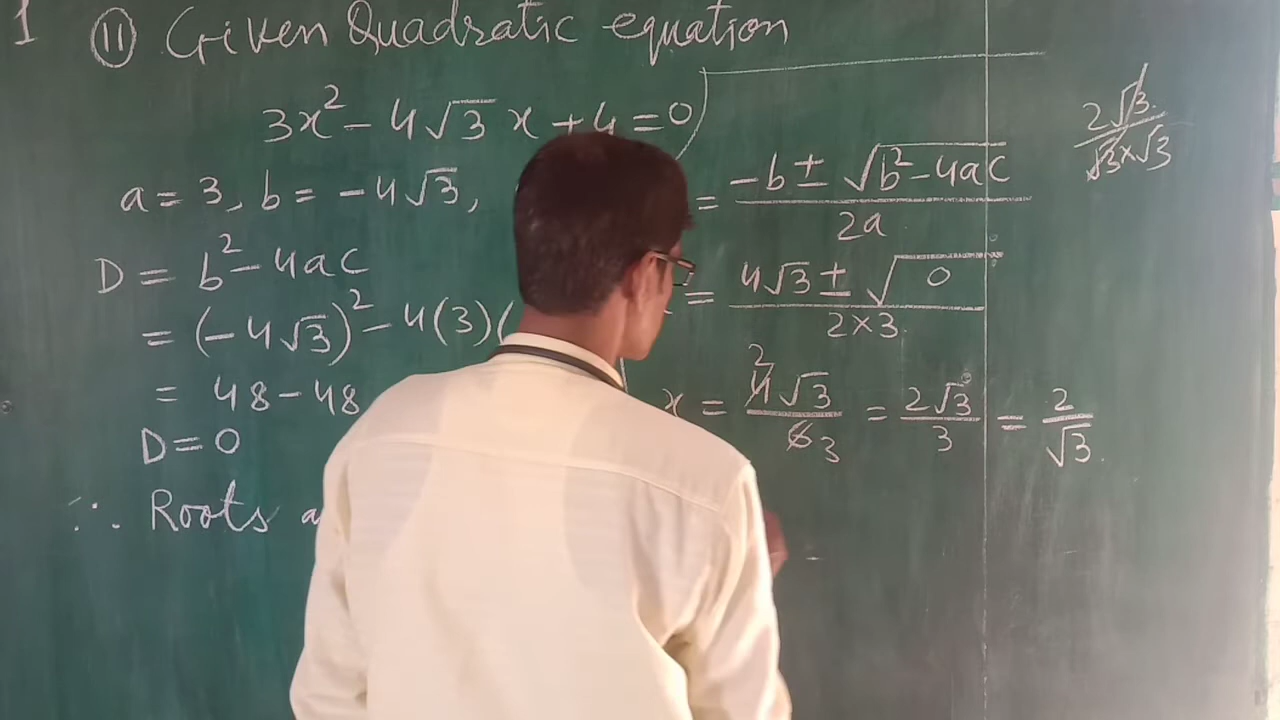 1 (11) Given Quadratic equation
3x² - 4√3 x + 4 = 0
a = 3, b = -4√3,
D = b² - 4ac
= (-4√3)² - 4(3)(
= 48 - 48
D = 0
∴ Roots
= (-b ± √(b² - 4ac)) / 2a
= (4√3 ± √0) / 2×3
x = 4√3 / 6 2 3 = 2√3 / 3 = 2 / √3
2√3 / √3×√3